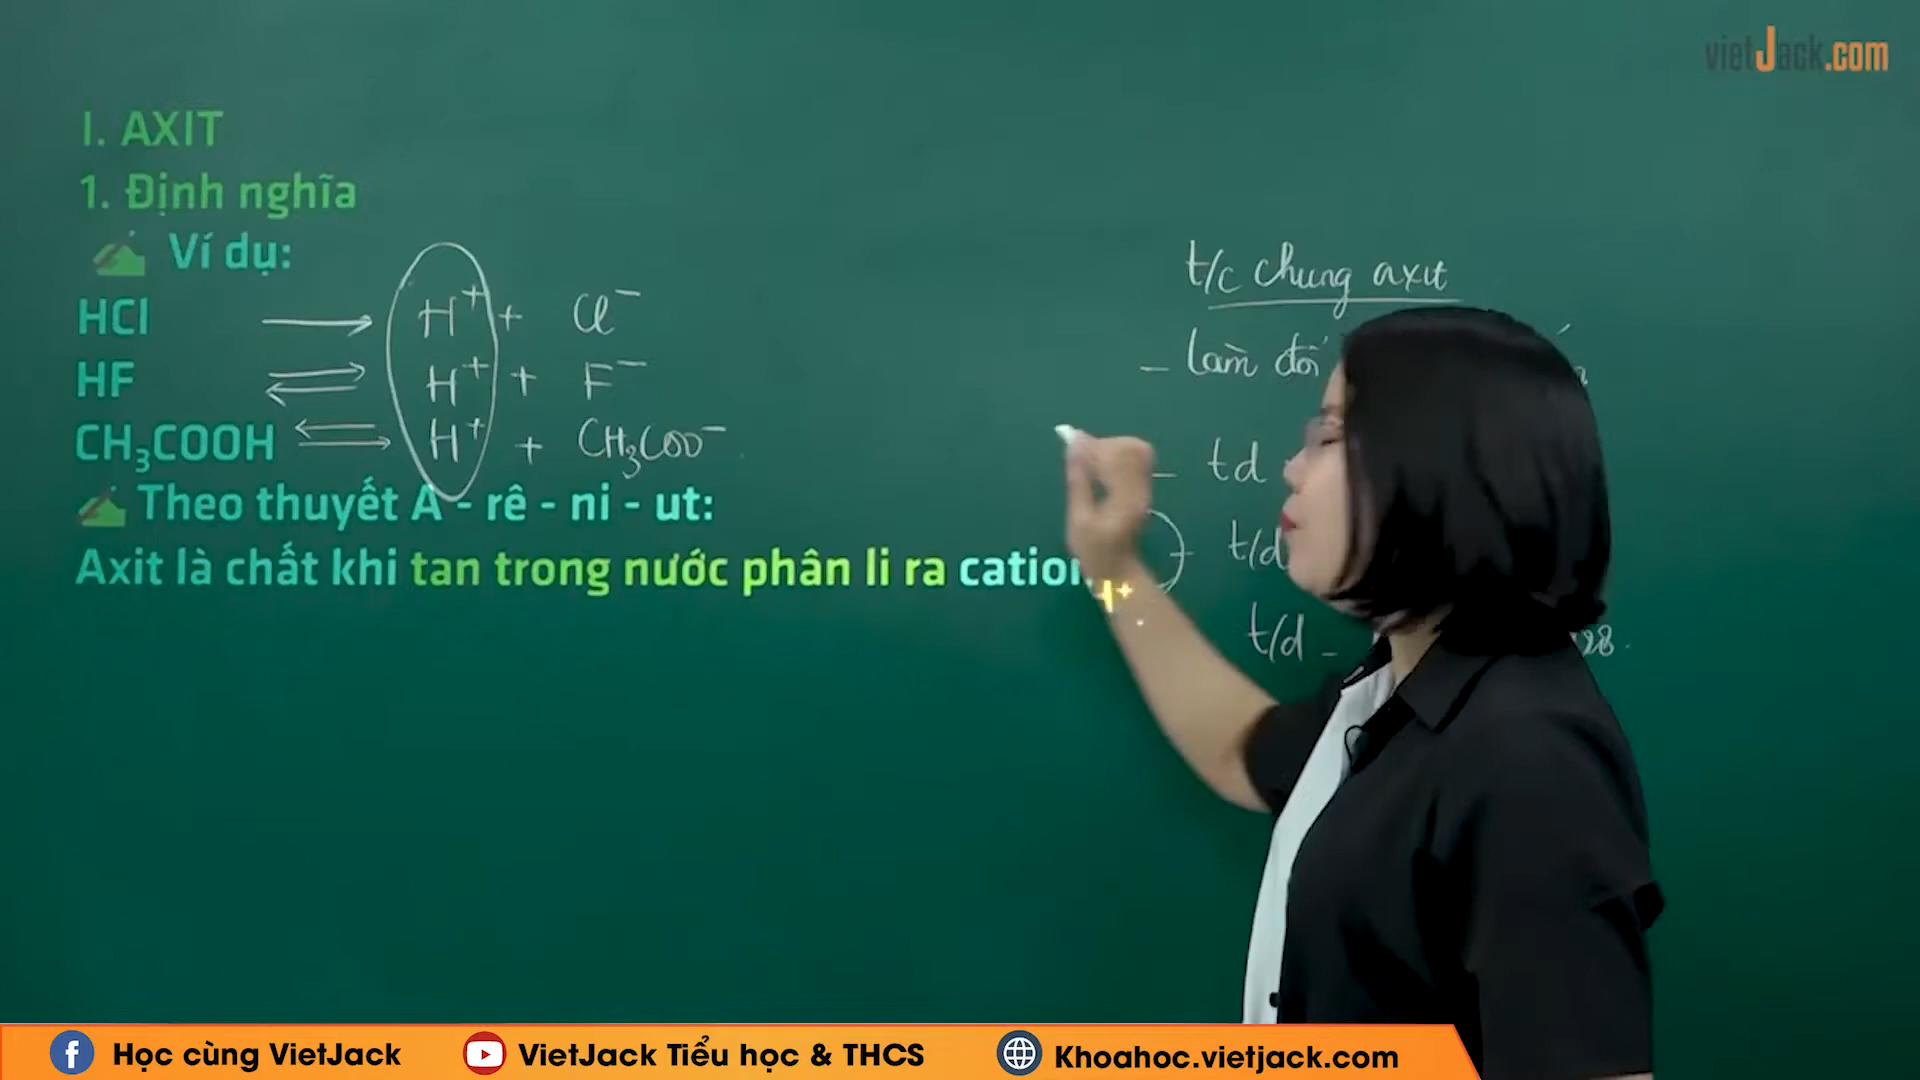 vietJack.com
I. AXIT
1. Định nghĩa
Ví dụ:
HCl → H⁺ + Cl⁻
HF ⇌ H⁺ + F⁻
CH₃COOH ⇌ H⁺ + CH₃COO⁻
Theo thuyết A - rê - ni - ut:
Axit là chất khi tan trong nước phân li ra cation H⁺
t/c chung axit
- làm đổi
- td
- t/d
t/d -
Học cùng VietJack
VietJack Tiểu học & THCS
Khoahoc.vietjack.com